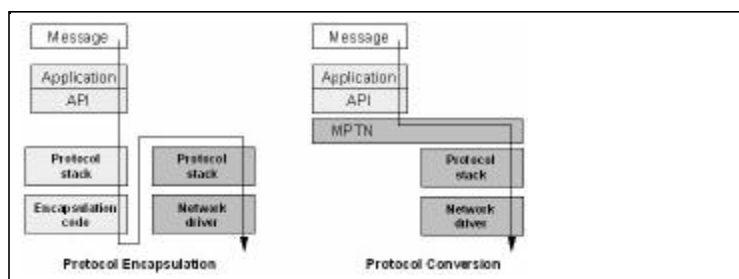 Message
Application
API
Protocol
stack
Encapsulation
code
Protocol
stack
Network
driver
Protocol Encapsulation
Message
Application
API
MPTN
Protocol
stack
Network
driver
Protocol Conversion